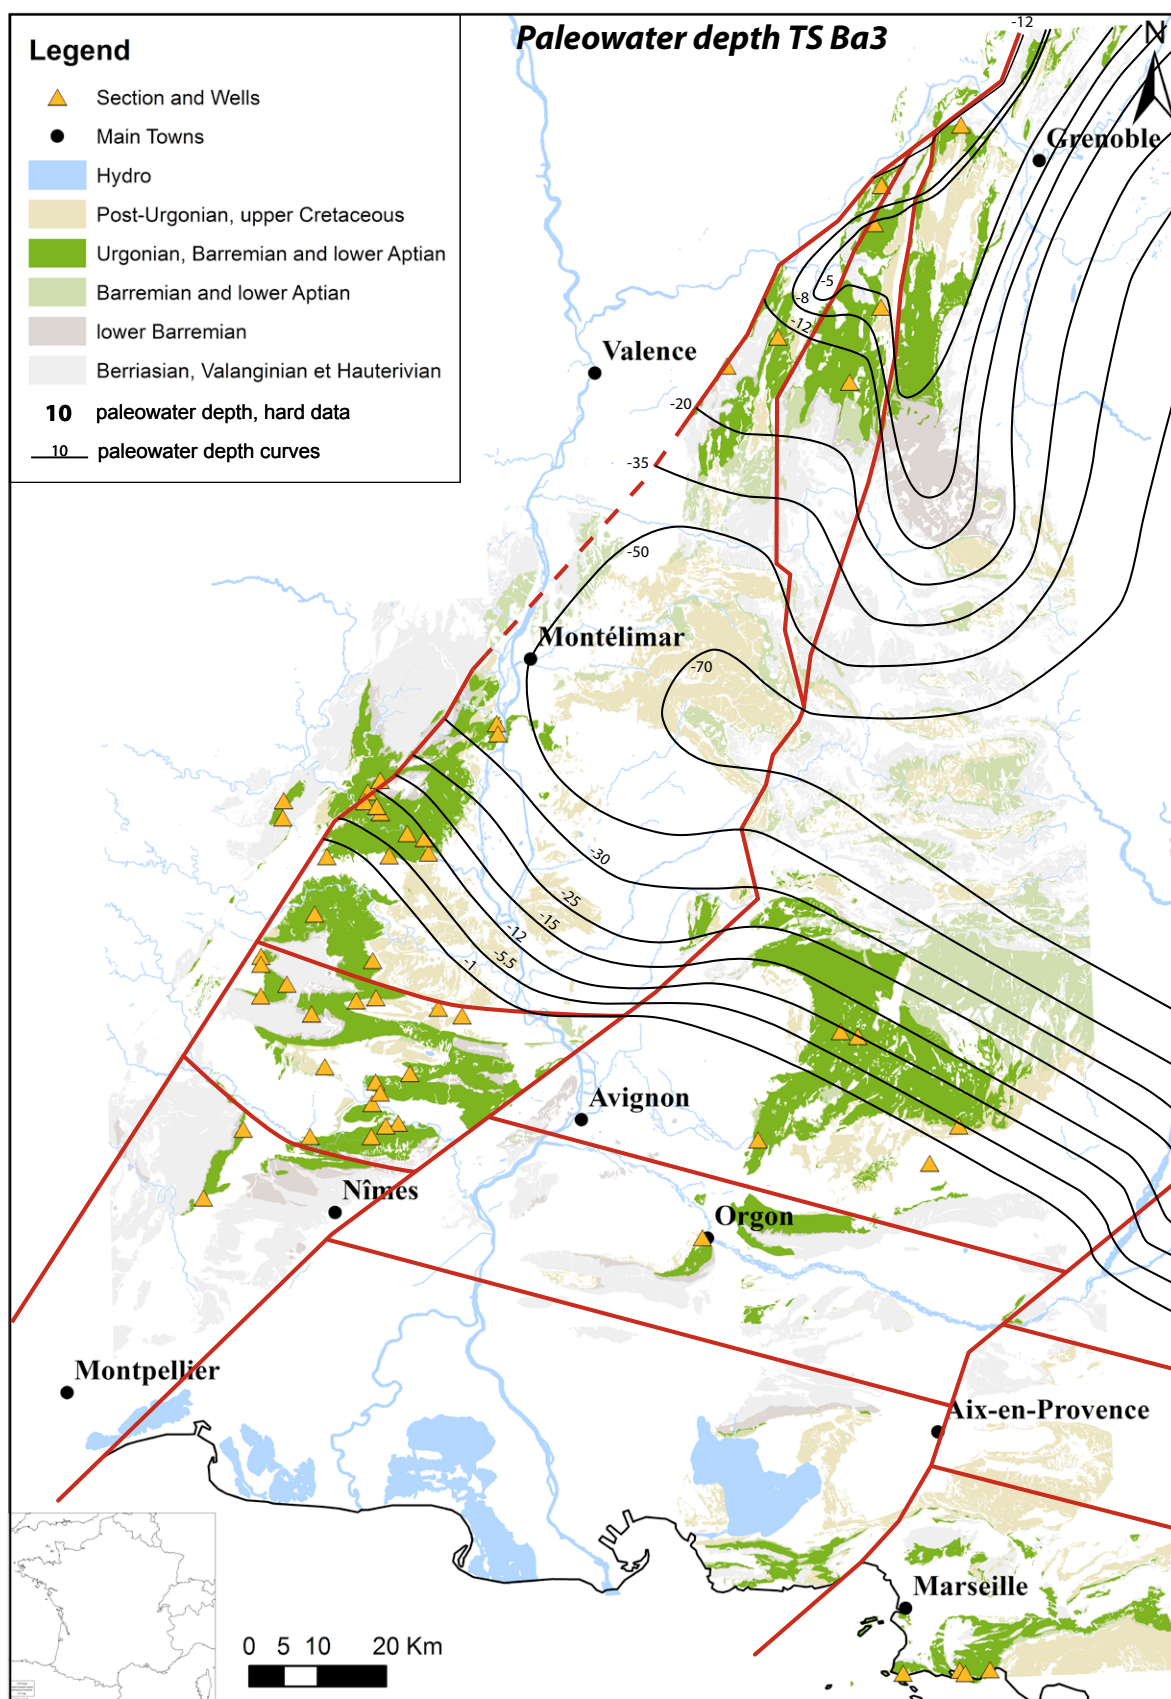 Paleowater depth TS Ba3
-12
N
Legend
Section and Wells
Main Towns
Hydro
Post-Urgonian, upper Cretaceous
Urgonian, Barremian and lower Aptian
Barremian and lower Aptian
lower Barremian
Berriasian, Valanginian et Hauterivian
10 paleowater depth, hard data
10 paleowater depth curves
Grenoble
-5
-8
-12
Valence
-20
-35
-50
Montélimar
-70
-30
-25
-15
-12
-5.5
-1
Avignon
Nîmes
Orgon
Montpellier
Aix-en-Provence
Marseille
0 5 10 20 Km